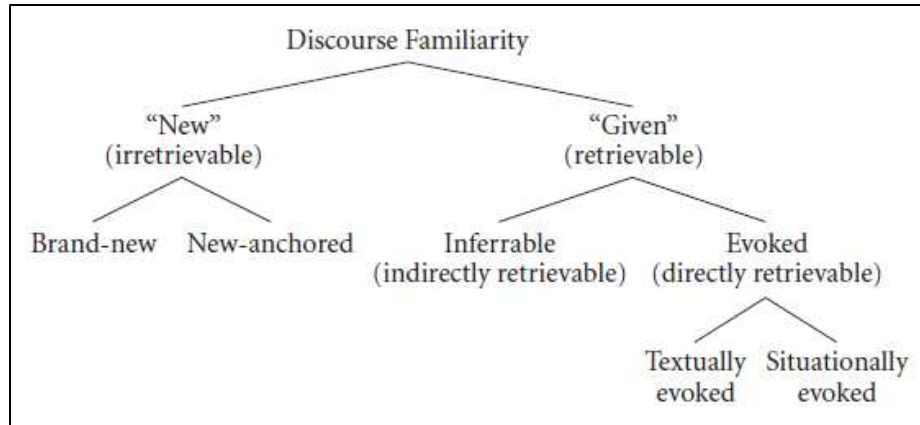 Discourse Familiarity
“New” “Given”
(irretrievable) (retrievable)
Brand-new New-anchored Inferrable Evoked
(indirectly retrievable) (directly retrievable)
Textually Situationally
evoked evoked